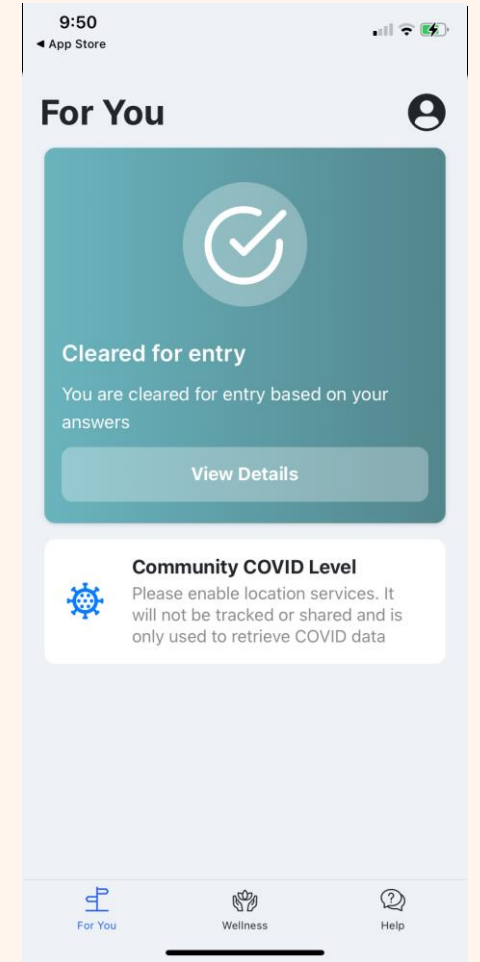 9:50
◀ App Store
For You
Cleared for entry
You are cleared for entry based on your
answers
View Details
Community COVID Level
Please enable location services. It
will not be tracked or shared and is
only used to retrieve COVID data
For You
Wellness
Help